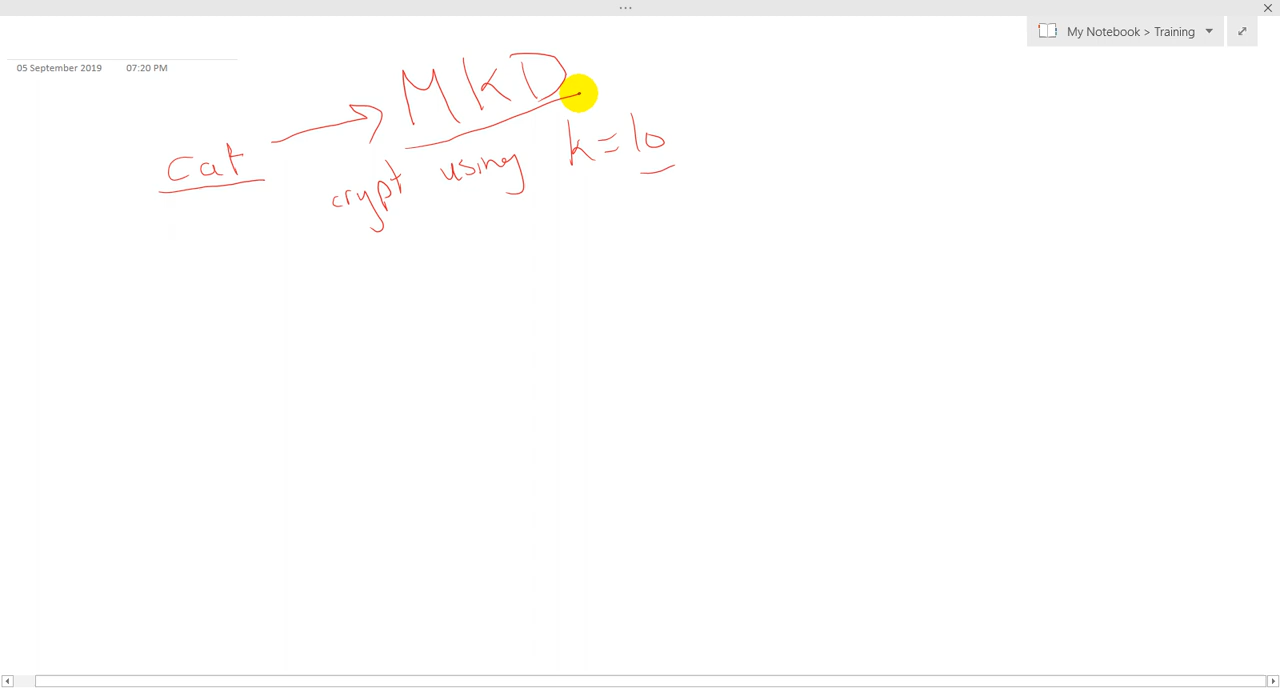 My Notebook > Training
05 September 2019 07:20 PM
Cat → MKD
crypt using k=10